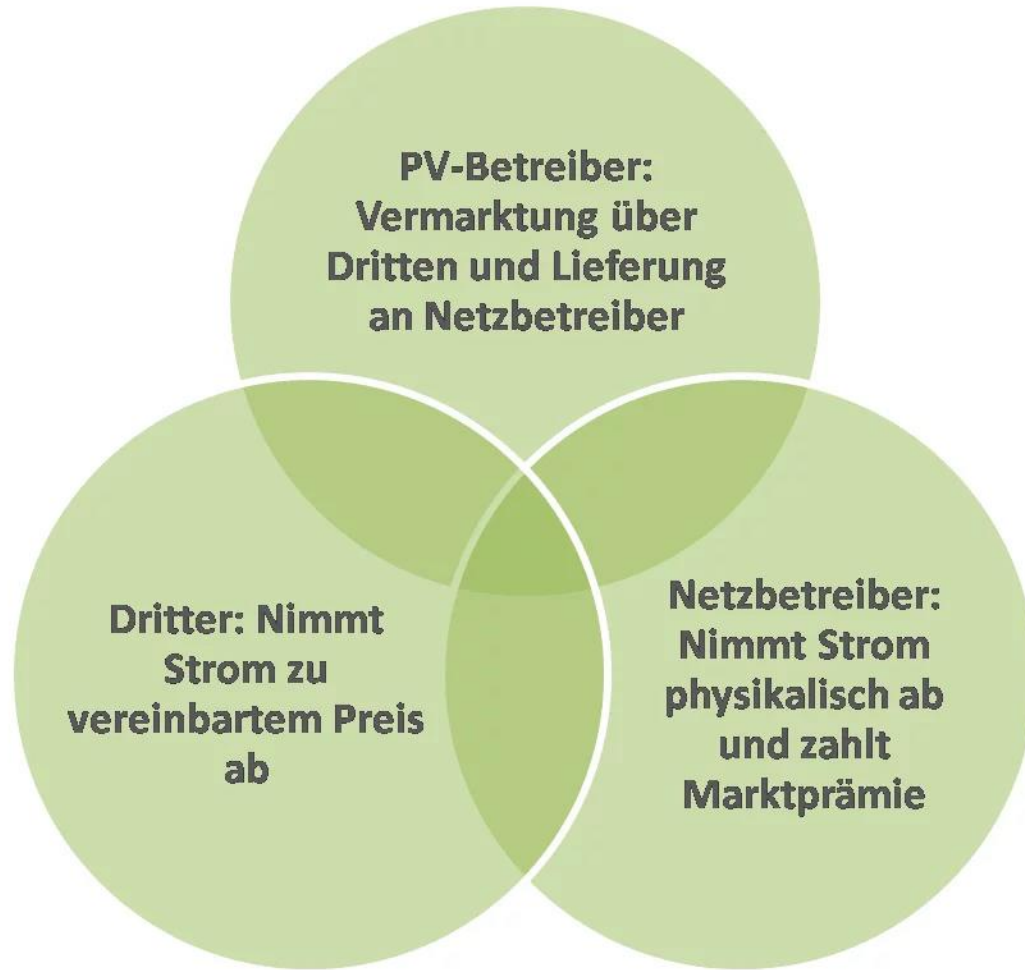 PV-Betreiber:
Vermarktung über
Dritten und Lieferung
an Netzbetreiber
Dritter: Nimmt
Strom zu
vereinbartem Preis
ab
Netzbetreiber:
Nimmt Strom
physikalisch ab
und zahlt
Marktprämie